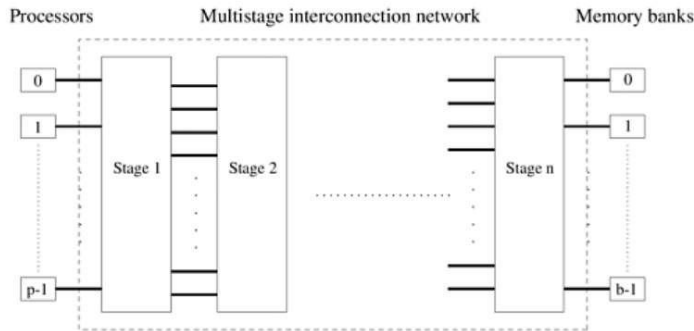 Processors Multistage interconnection network Memory banks
0 0
1 1
Stage 1 Stage 2 Stage n
p-1 b-1